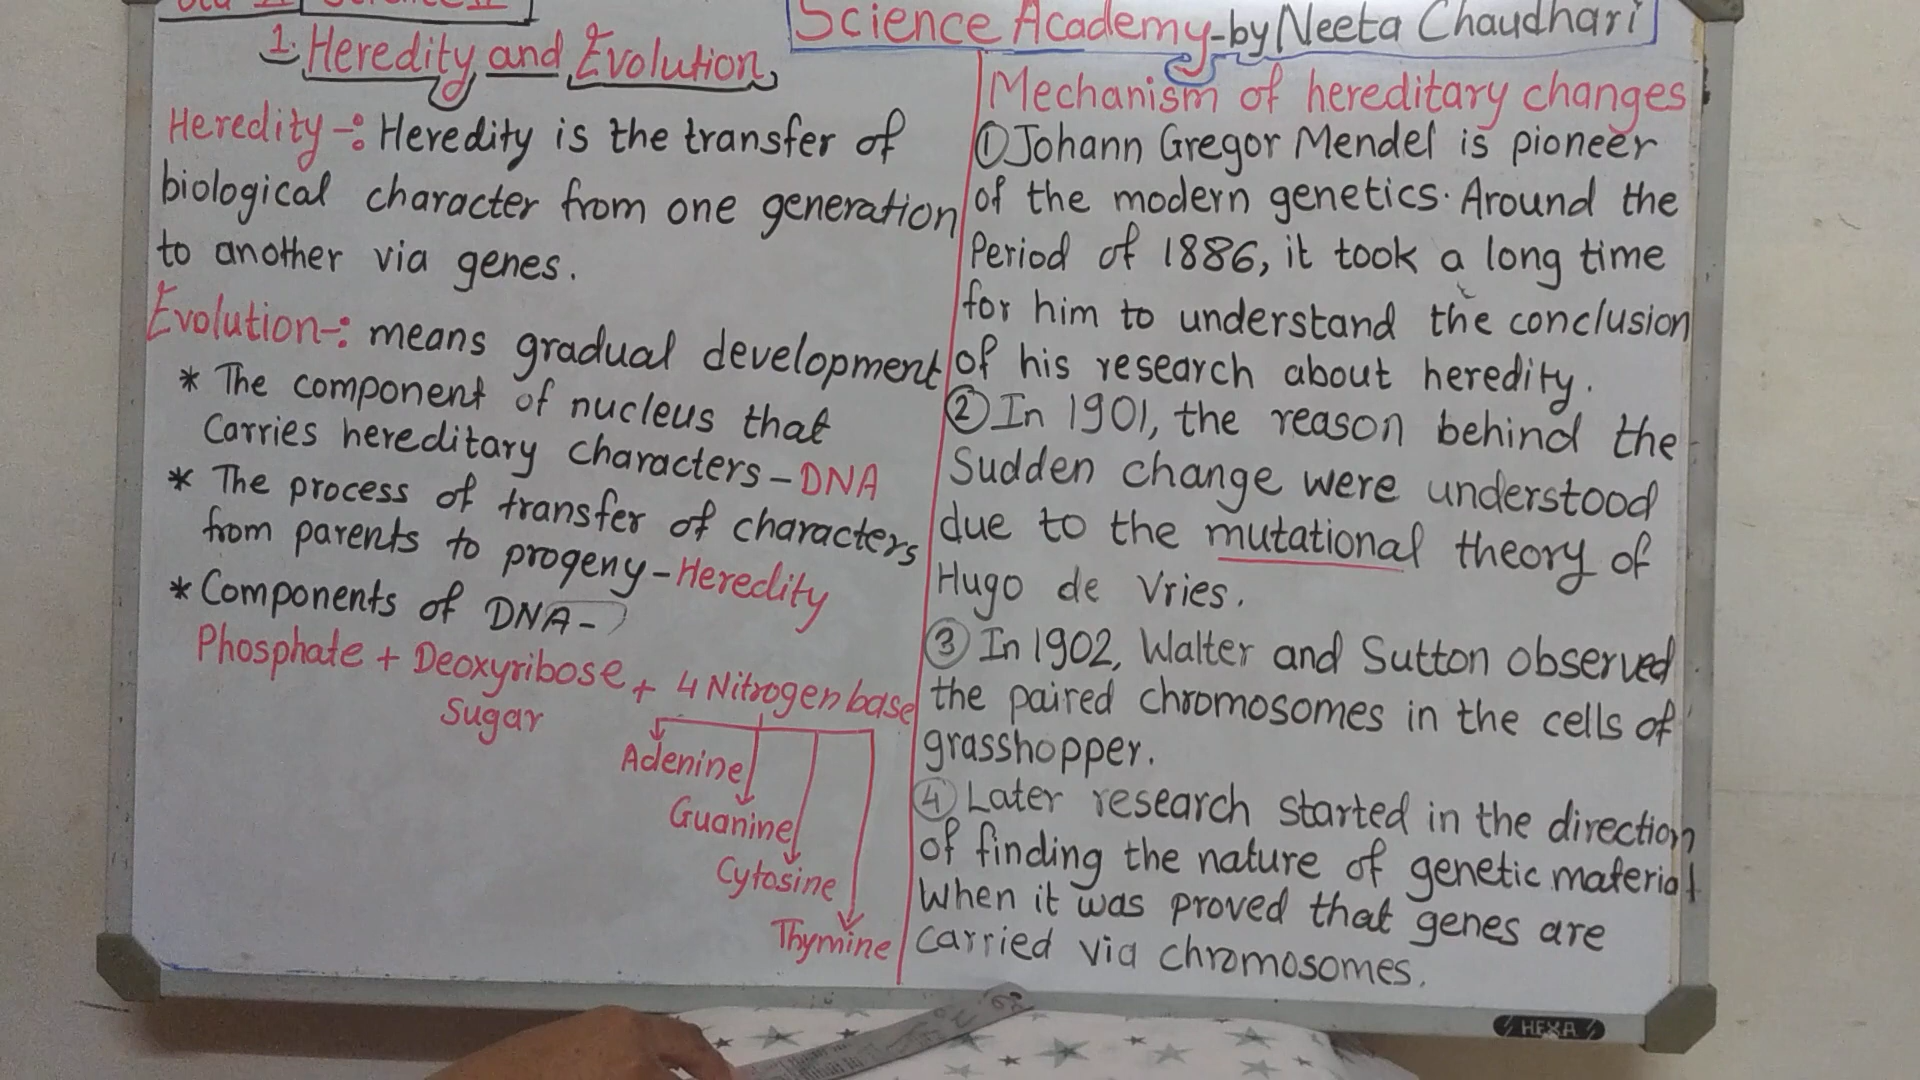 Science Academy-by Neeta Chaudhari
1. Heredity and Evolution
Heredity -: Heredity is the transfer of
biological character from one generation
to another via genes.
Evolution-: means gradual development
* The component of nucleus that
Carries hereditary characters - DNA
* The process of transfer of characters
from parents to progeny - Heredity
* Components of DNA -
Phosphate + Deoxyribose + 4 Nitrogen base
Sugar
Adenine
Guanine
Cytosine
Thymine
Mechanism of hereditary changes
① Johann Gregor Mendel is pioneer
of the modern genetics. Around the
Period of 1886, it took a long time
for him to understand the conclusion
of his research about heredity.
② In 1901, the reason behind the
Sudden change were understood
due to the mutational theory of
Hugo de Vries.
③ In 1902, Walter and Sutton observed
the paired chromosomes in the cells of
grasshopper.
④ Later research started in the direction
of finding the nature of genetic material
When it was proved that genes are
carried via chromosomes.
HEXA